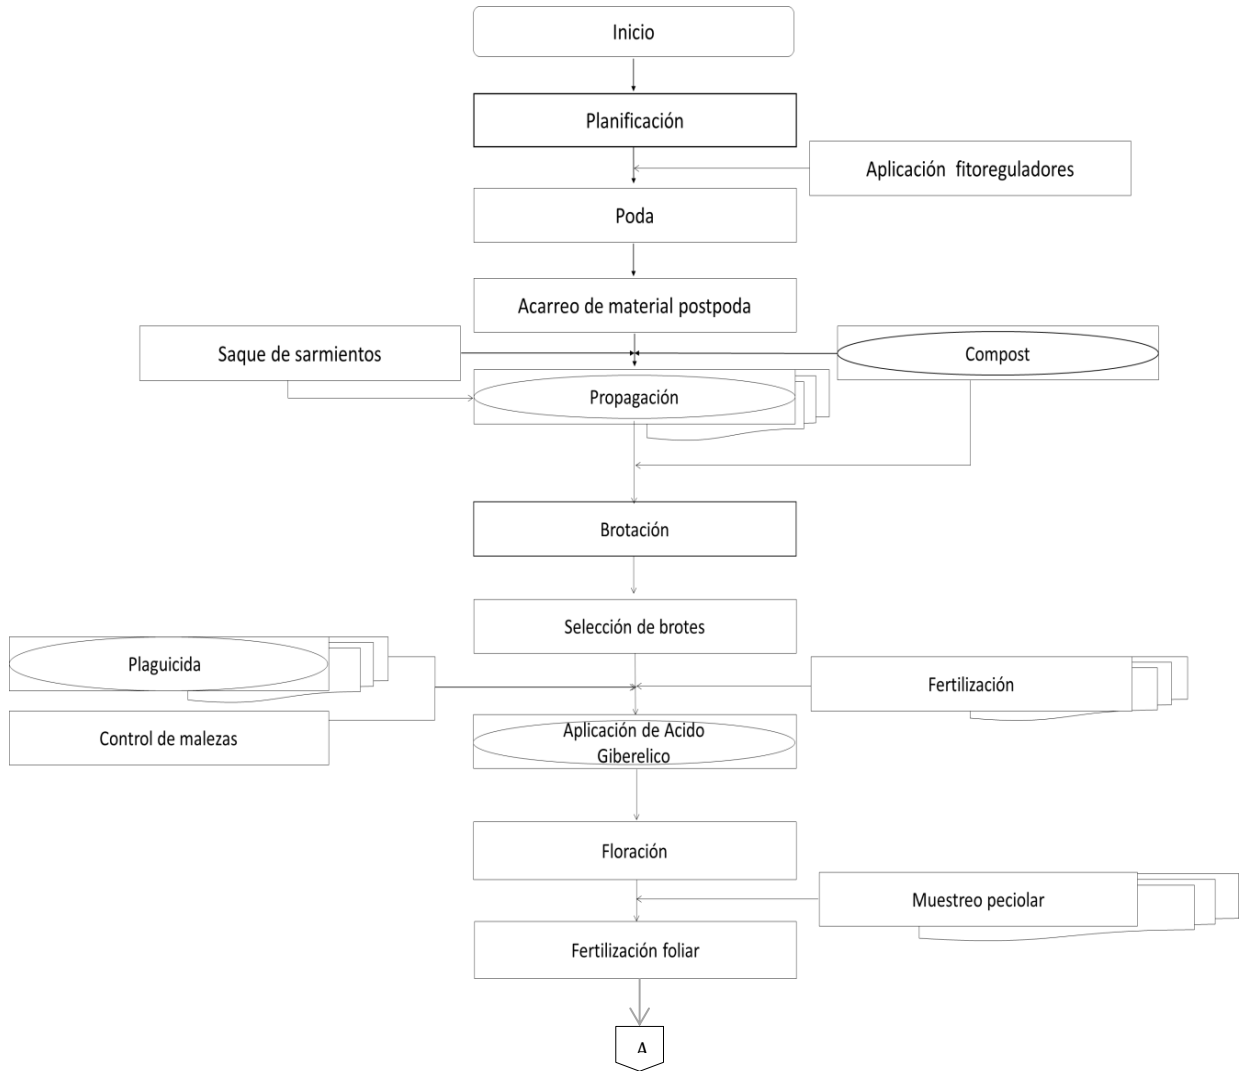 Inicio
Planificación
Aplicación fitoreguladores
Poda
Acarreo de material postpoda
Saque de sarmientos
Compost
Propagación
Brotación
Selección de brotes
Plaguicida
Fertilización
Control de malezas
Aplicación de Acido
Giberelico
Floración
Muestreo peciolar
Fertilización foliar
A